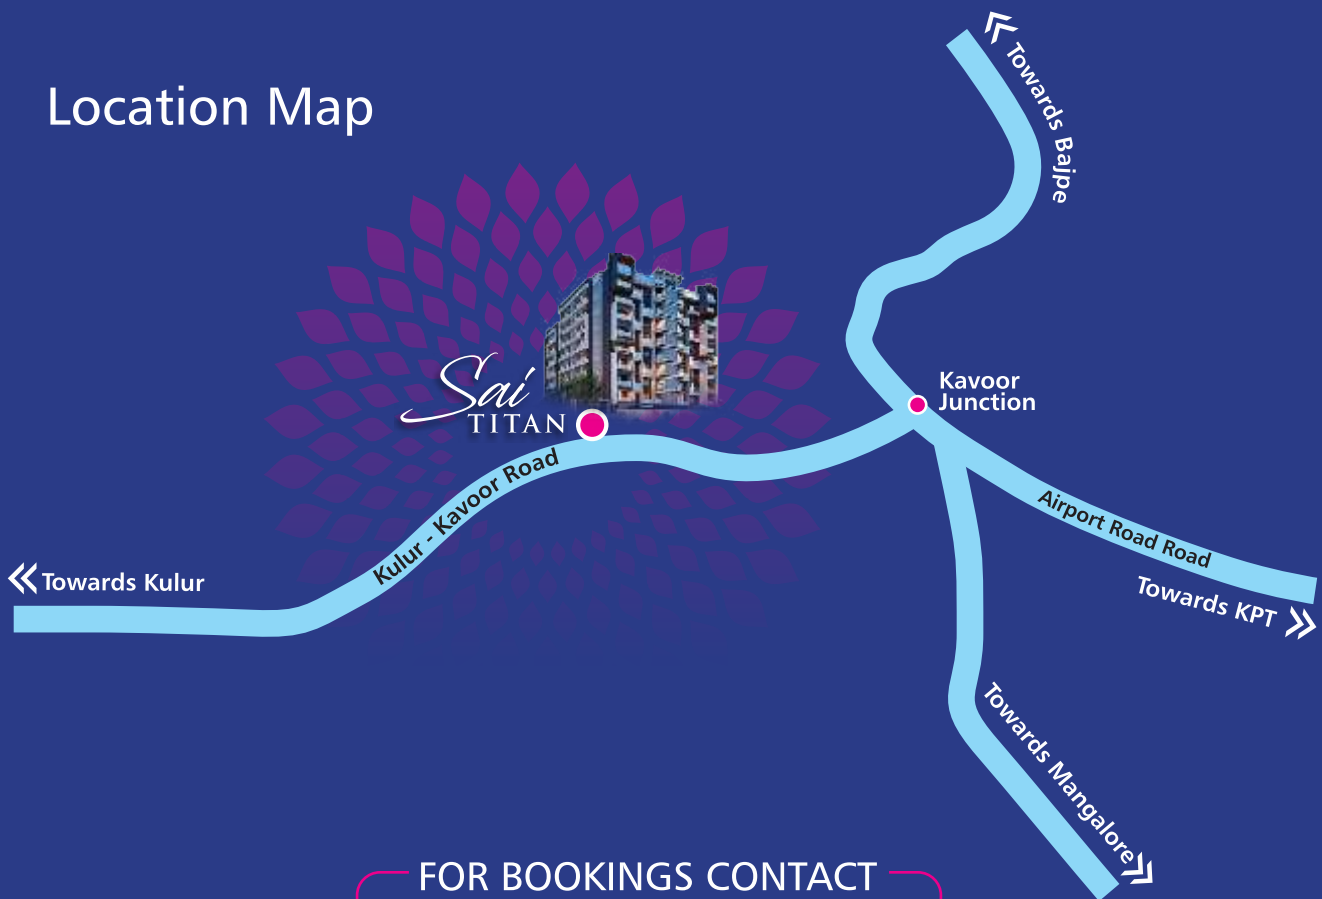 Location Map
Towards Bajpe
Sai
TITAN
Kavoor
Junction
Kulur - Kavoor Road
Airport Road Road
Towards Kulur
Towards KPT
Towards Mangalore
FOR BOOKINGS CONTACT